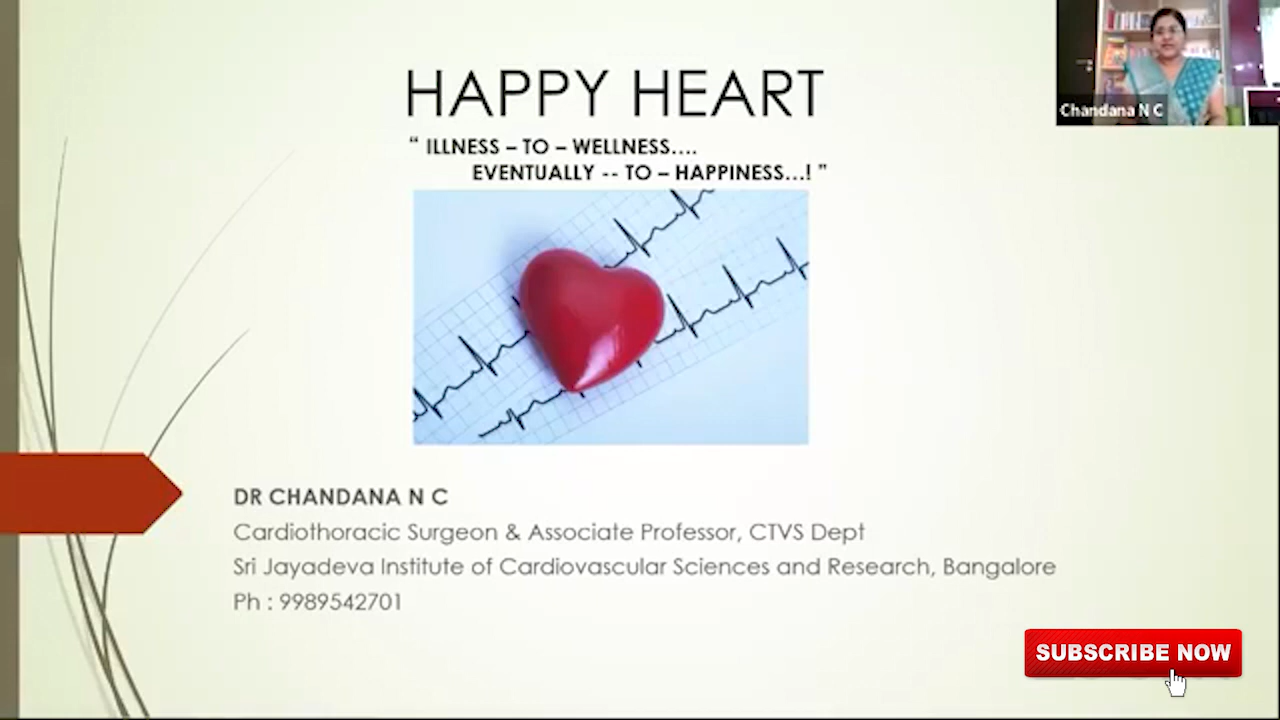 HAPPY HEART
“ ILLNESS – TO – WELLNESS....
EVENTUALLY -- TO – HAPPINESS...! ”
Chandana N C
DR CHANDANA N C
Cardiothoracic Surgeon & Associate Professor, CTVS Dept
Sri Jayadeva Institute of Cardiovascular Sciences and Research, Bangalore
Ph : 9989542701
SUBSCRIBE NOW